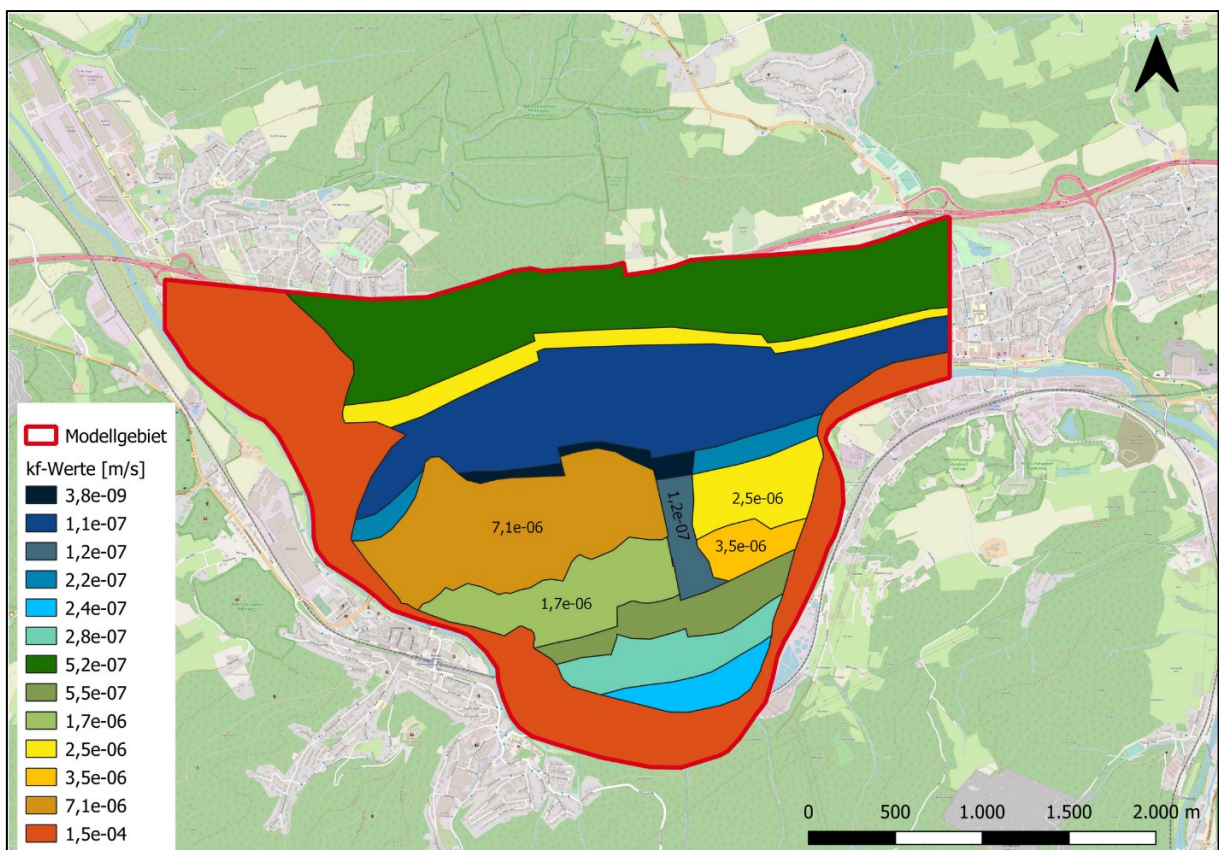 7,1e-06
1,2e-07
2,5e-06
3,5e-06
1,7e-06
Modellgebiet
kf-Werte [m/s]
3,8e-09
1,1e-07
1,2e-07
2,2e-07
2,4e-07
2,8e-07
5,2e-07
5,5e-07
1,7e-06
2,5e-06
3,5e-06
7,1e-06
1,5e-04
0 500 1.000 1.500 2.000 m